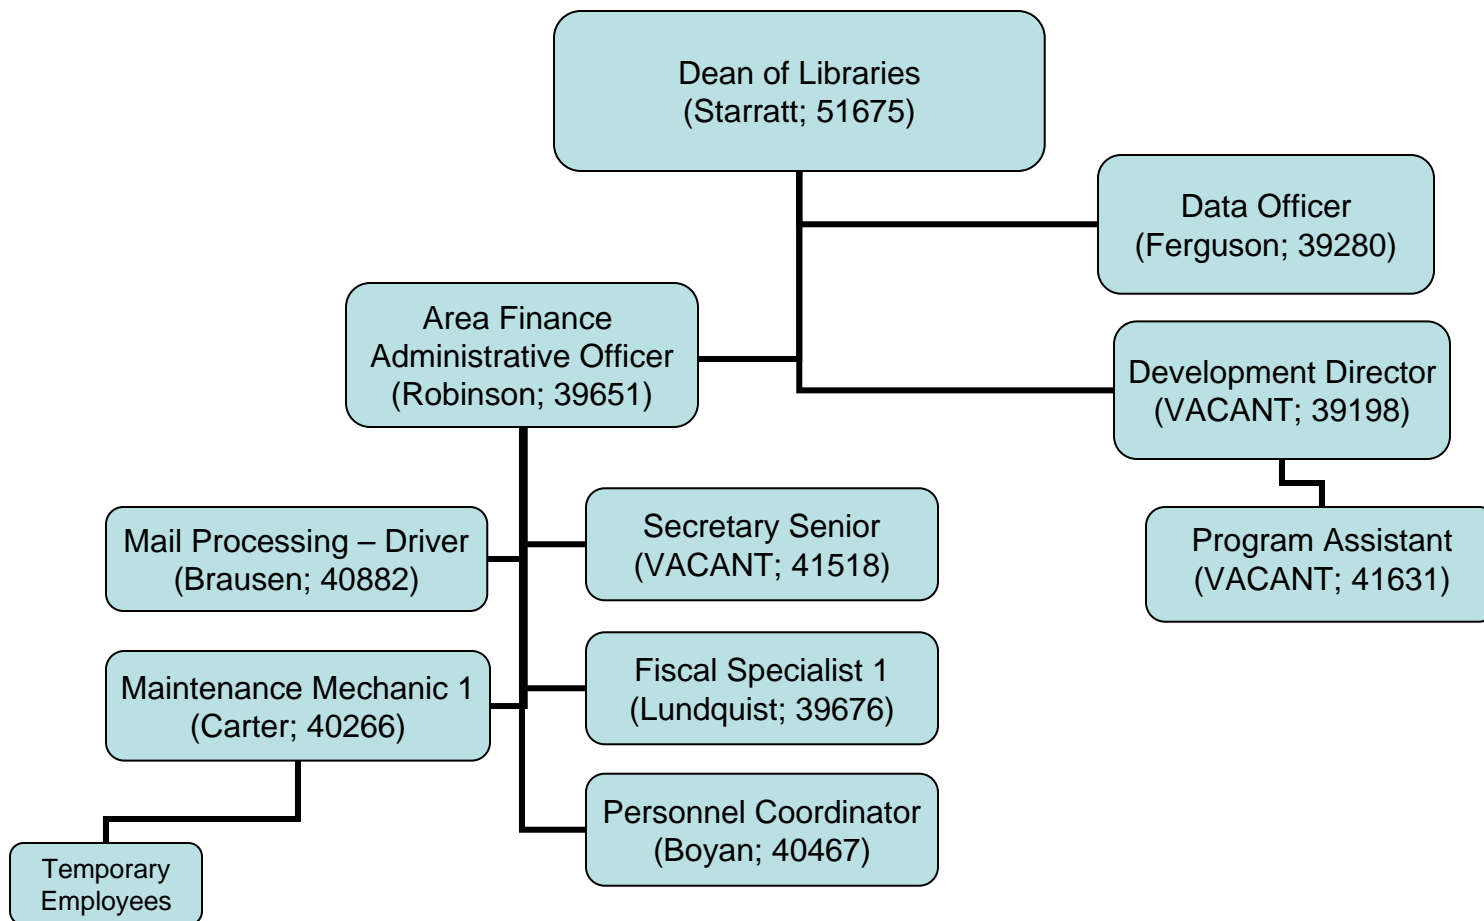 Dean of Libraries
(Starratt; 51675)
Data Officer
(Ferguson; 39280)
Area Finance
Administrative Officer
(Robinson; 39651)
Development Director
(VACANT; 39198)
Mail Processing – Driver
(Brausen; 40882)
Secretary Senior
(VACANT; 41518)
Program Assistant
(VACANT; 41631)
Maintenance Mechanic 1
(Carter; 40266)
Fiscal Specialist 1
(Lundquist; 39676)
Personnel Coordinator
(Boyan; 40467)
Temporary
Employees